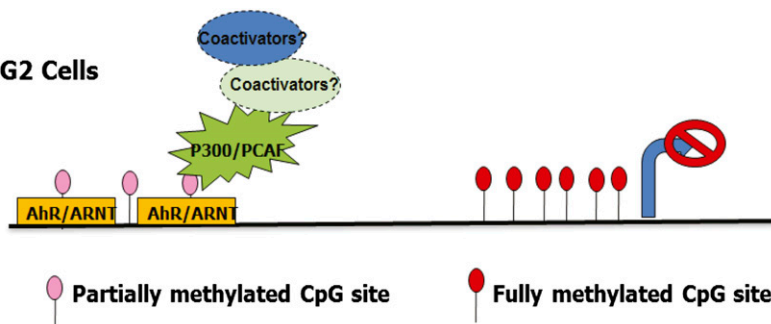 Coactivators?
G2 Cells
Coactivators?
P300/PCAF
AhR/ARNT AhR/ARNT
Partially methylated CpG site Fully methylated CpG site